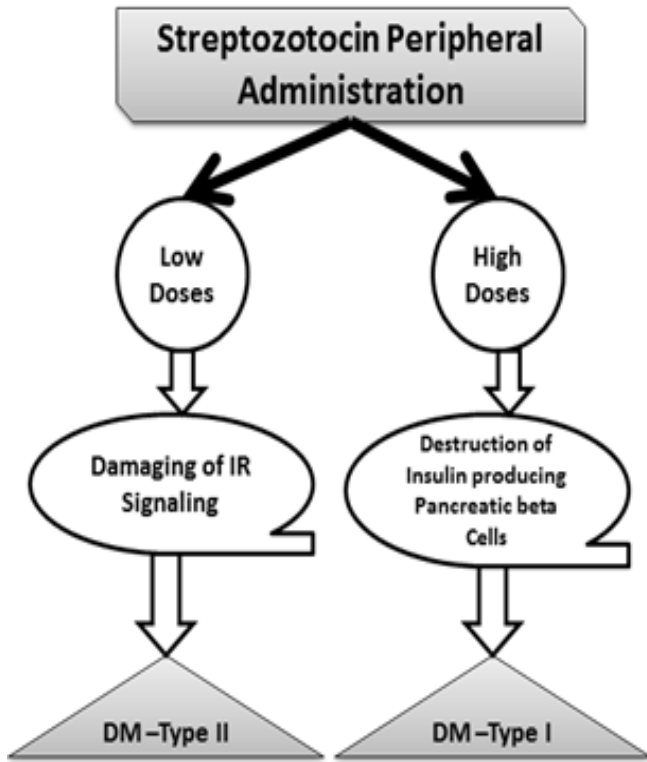 Streptozotocin Peripheral
Administration
Low
Doses
High
Doses
Damaging of IR
Signaling
Destruction of
Insulin producing
Pancreatic beta
Cells
DM –Type II
DM –Type I